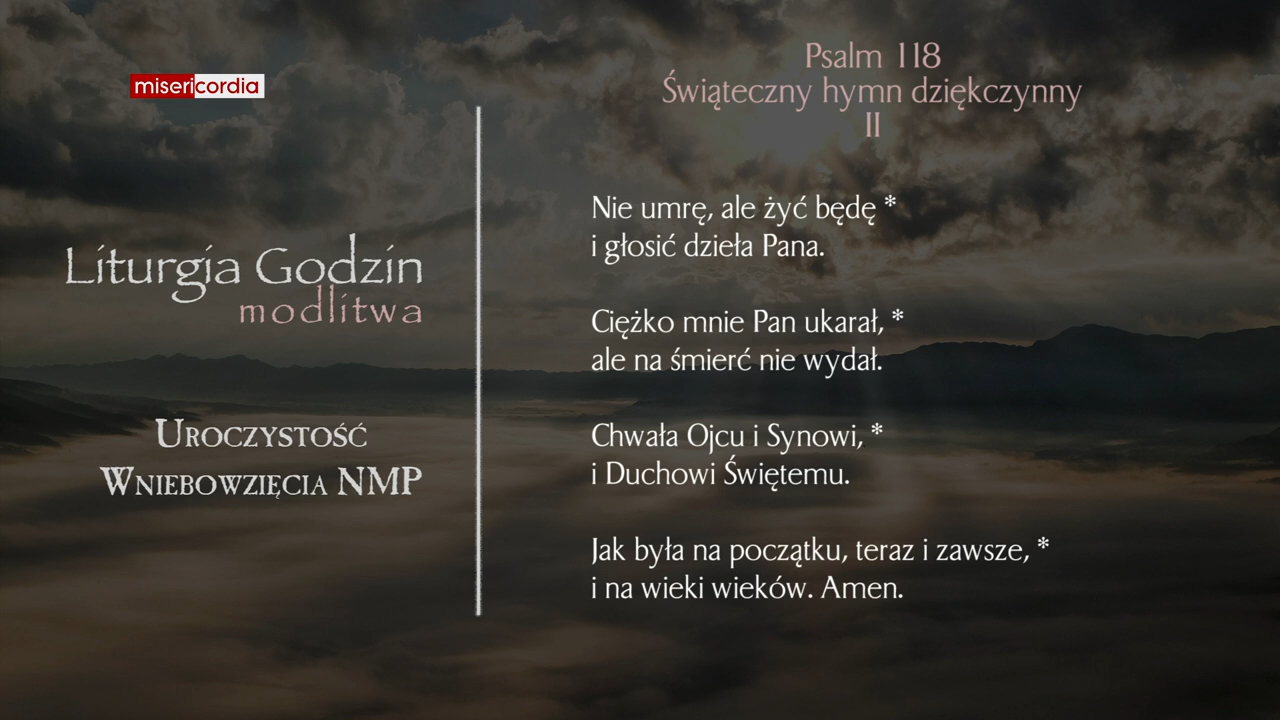 misericordia
Liturgia Godzin
modlitwa
Uroczystość
Wniebowzięcia NMP
Psalm 118
Świąteczny hymn dziękczynny
II
Nie umrę, ale żyć będę *
i głosić dzieła Pana.
Ciężko mnie Pan ukarał, *
ale na śmierć nie wydał.
Chwała Ojcu i Synowi, *
i Duchowi Świętemu.
Jak była na początku, teraz i zawsze, *
i na wieki wieków. Amen.